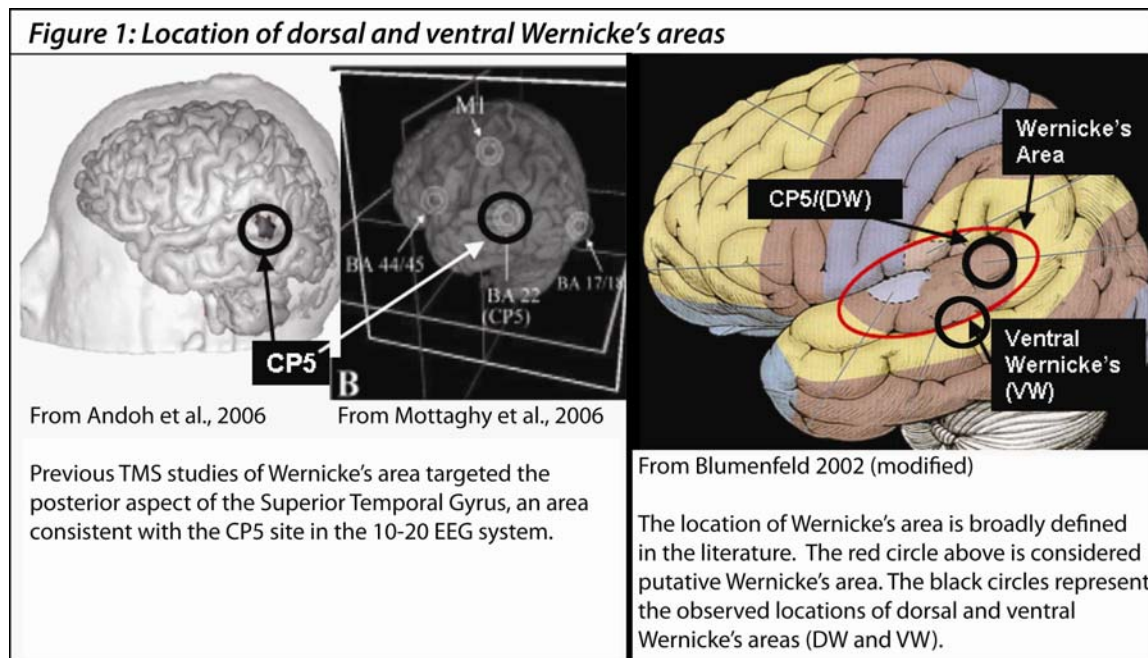 Figure 1: Location of dorsal and ventral Wernicke's areas
M1
BA 44/45
BA 22
(CP5)
BA 17/18
CP5
B
From Andoh et al., 2006
From Mottaghy et al., 2006
Previous TMS studies of Wernicke's area targeted the
posterior aspect of the Superior Temporal Gyrus, an area
consistent with the CP5 site in the 10-20 EEG system.
Wernicke's
Area
CP5/(DW)
Ventral
Wernicke's
(VW)
From Blumenfeld 2002 (modified)
The location of Wernicke's area is broadly defined
in the literature. The red circle above is considered
putative Wernicke's area. The black circles represent
the observed locations of dorsal and ventral
Wernicke's areas (DW and VW).